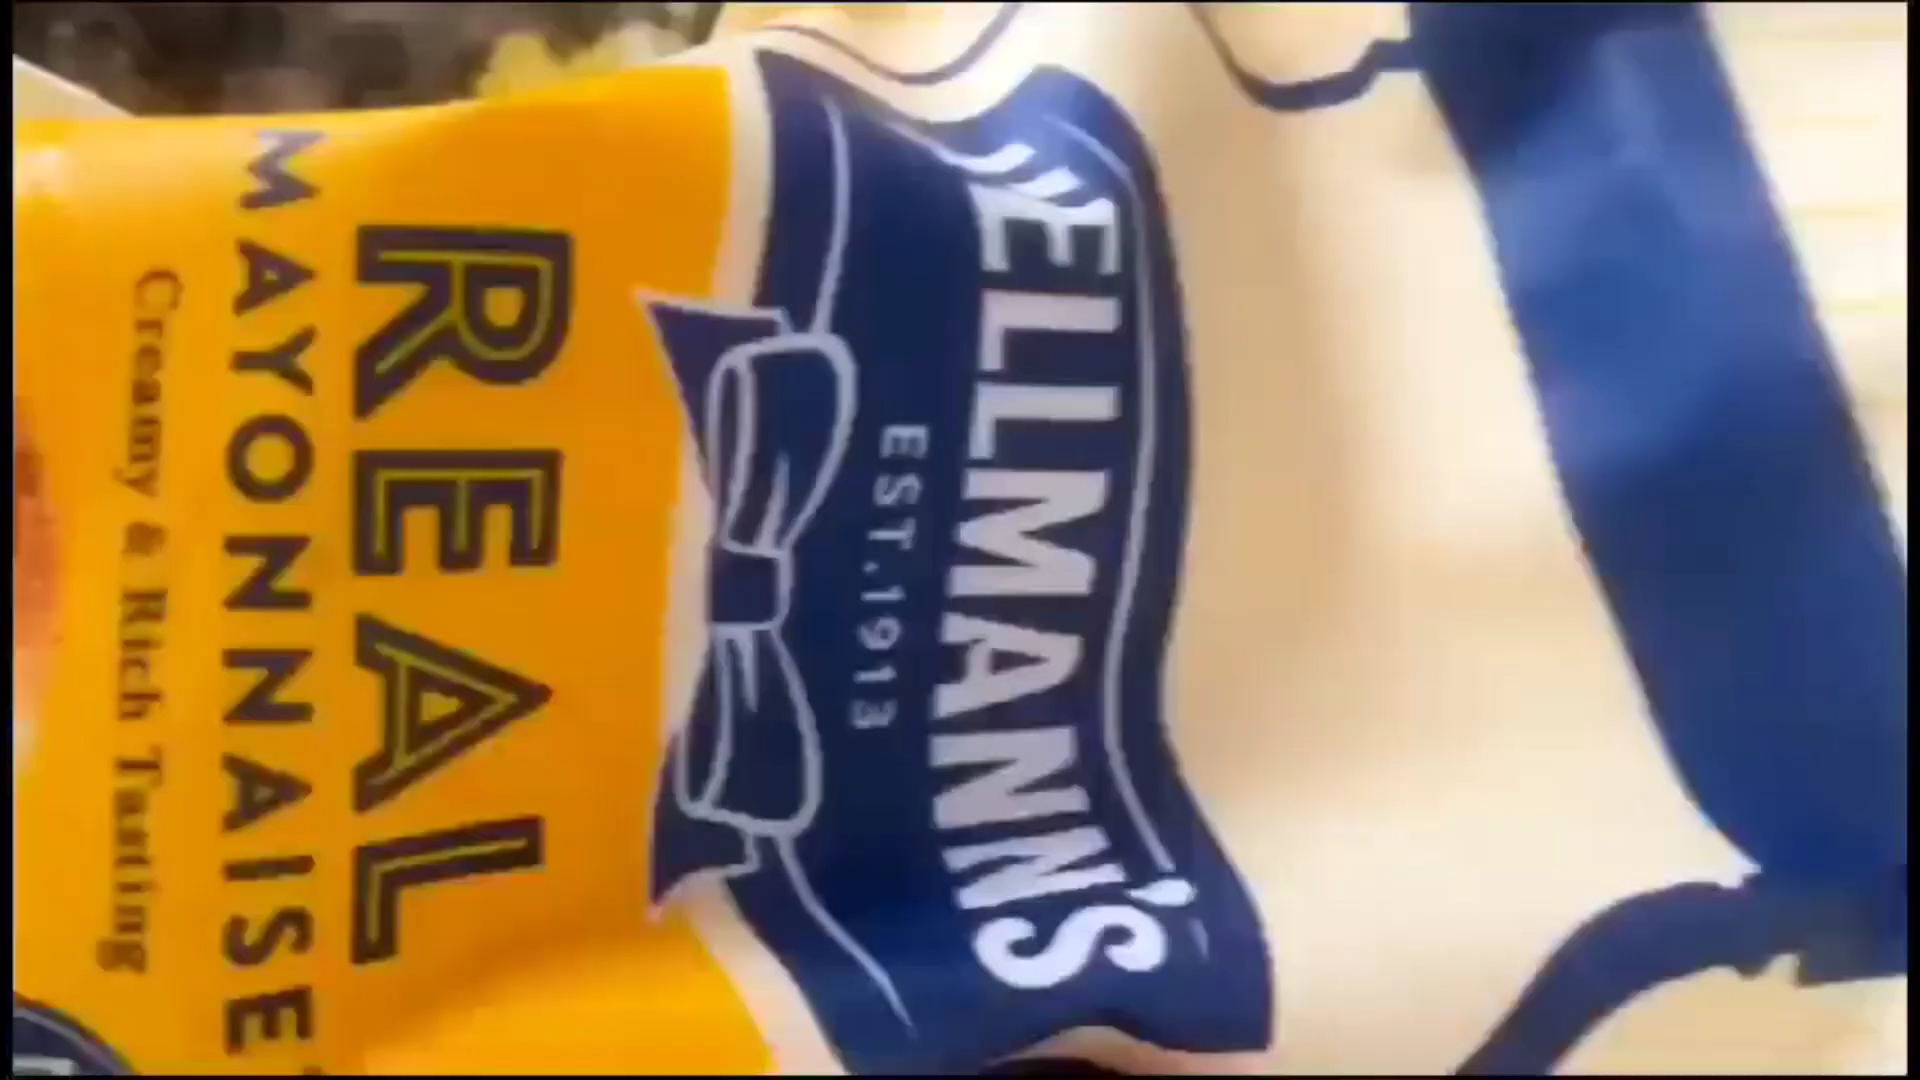 ELLMANN'S
EST.1913
REAL
MAYONNAISE
Creamy & Rich Tasting